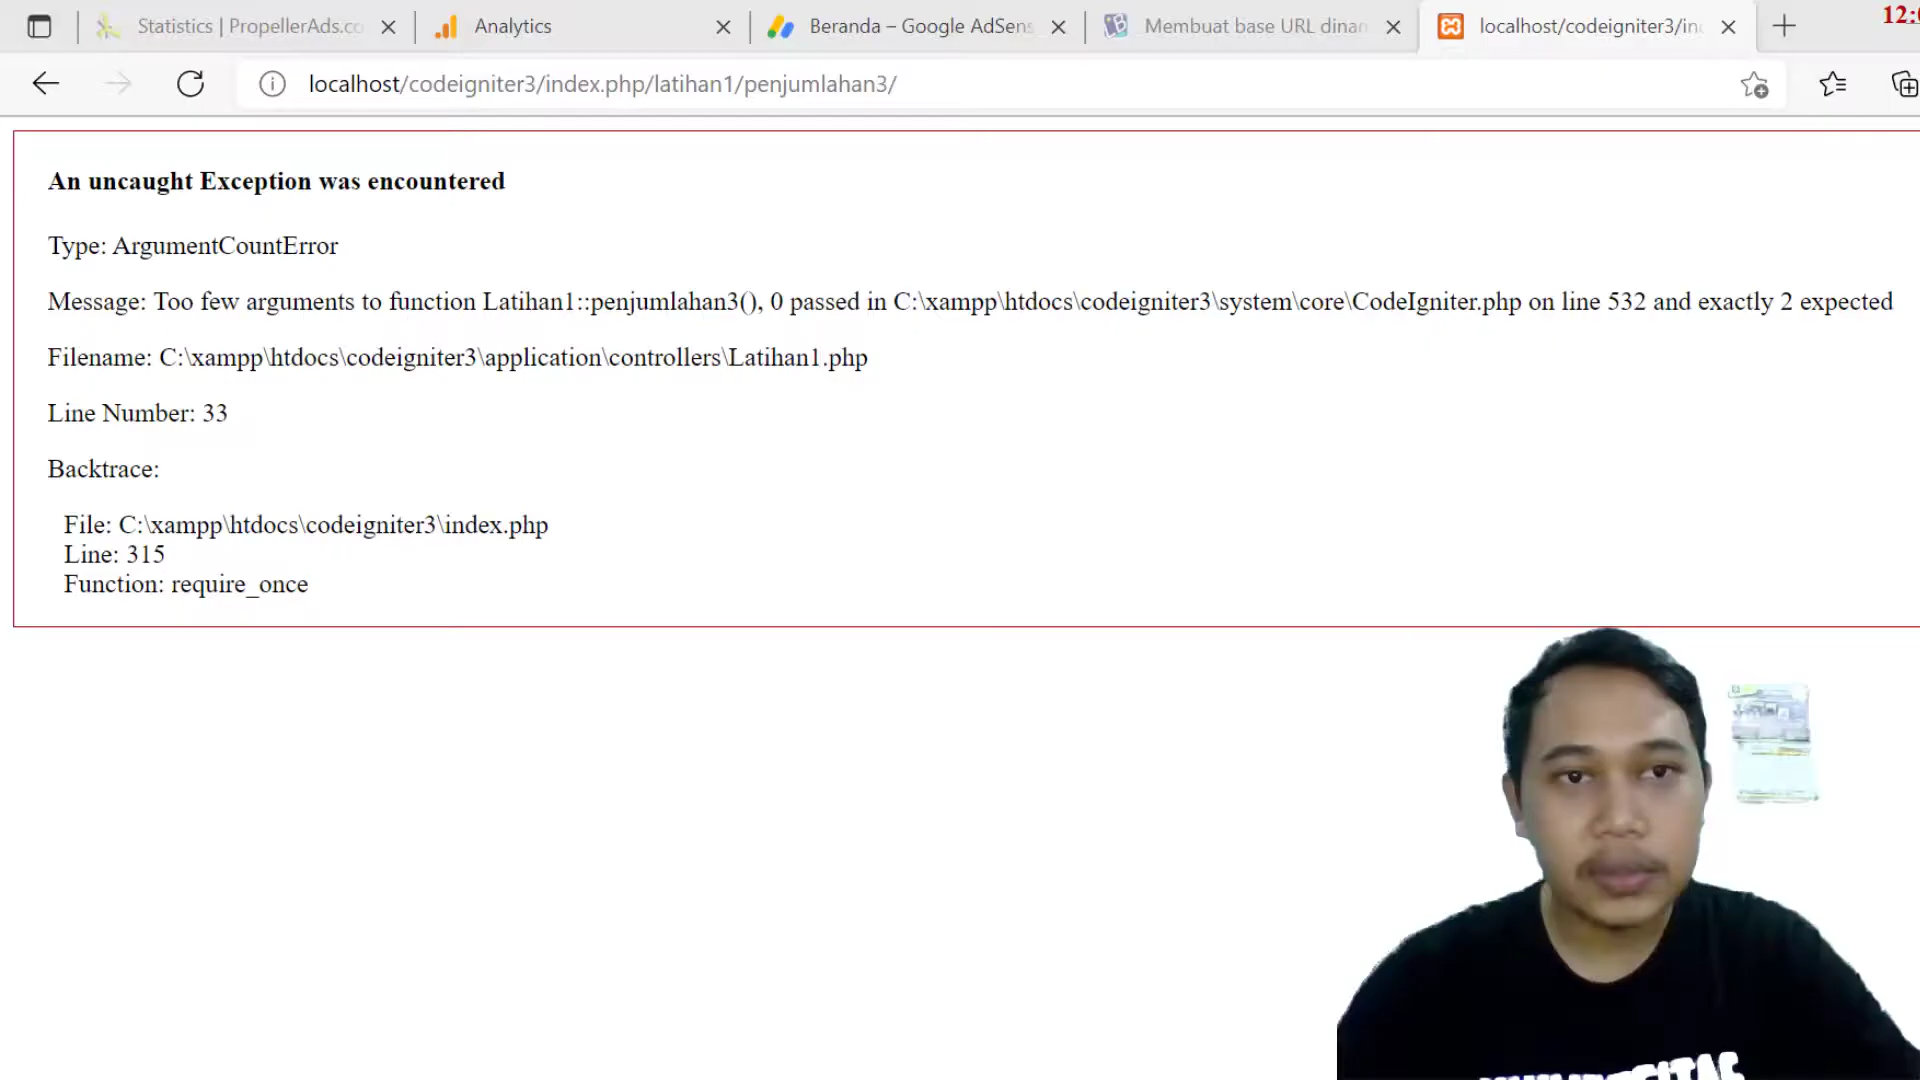 Statistics | PropellerAds.co
Analytics
Beranda – Google AdSens
Membuat base URL dinam
localhost/codeigniter3/ind
12:
localhost/codeigniter3/index.php/latihan1/penjumlahan3/
An uncaught Exception was encountered
Type: ArgumentCountError
Message: Too few arguments to function Latihan1::penjumlahan3(), 0 passed in C:\xampp\htdocs\codeigniter3\system\core\CodeIgniter.php on line 532 and exactly 2 expected
Filename: C:\xampp\htdocs\codeigniter3\application\controllers\Latihan1.php
Line Number: 33
Backtrace:
File: C:\xampp\htdocs\codeigniter3\index.php
Line: 315
Function: require_once